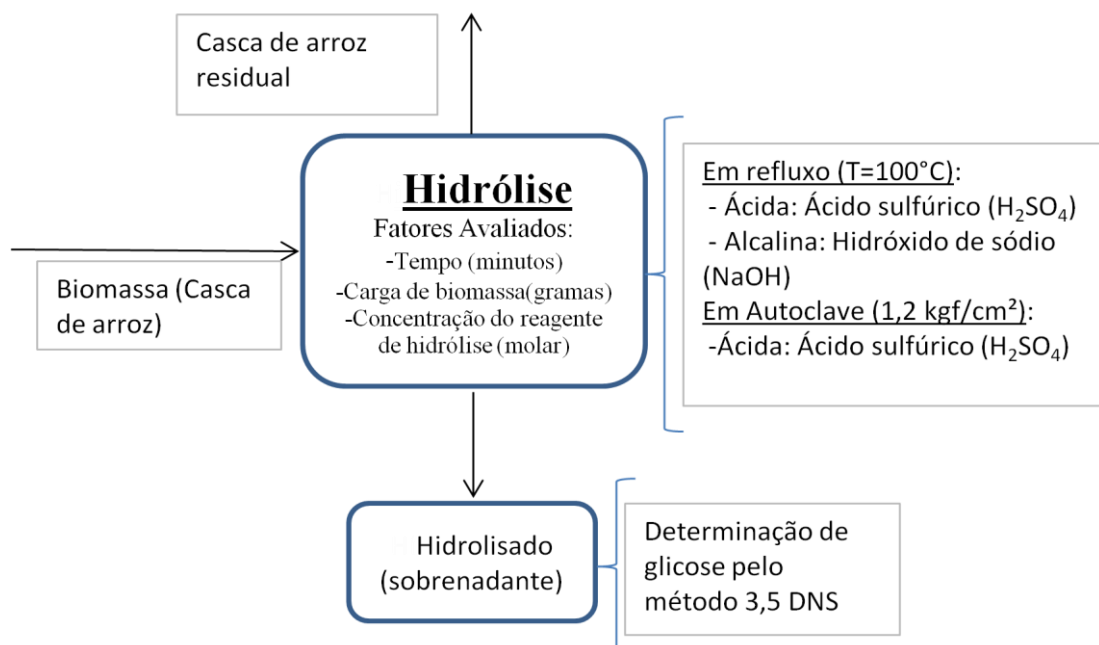 Casca de arroz
residual
Hidrólise
Fatores Avaliados:
-Tempo (minutos)
-Carga de biomassa(gramas)
-Concentração do reagente
de hidrólise (molar)
Biomassa (Casca
de arroz)
Em refluxo (T=100°C):
- Ácida: Ácido sulfúrico (H₂SO₄)
- Alcalina: Hidróxido de sódio
(NaOH)
Em Autoclave (1,2 kgf/cm²):
-Ácida: Ácido sulfúrico (H₂SO₄)
Hidrolisado
(sobrenadante)
Determinação de
glicose pelo
método 3,5 DNS